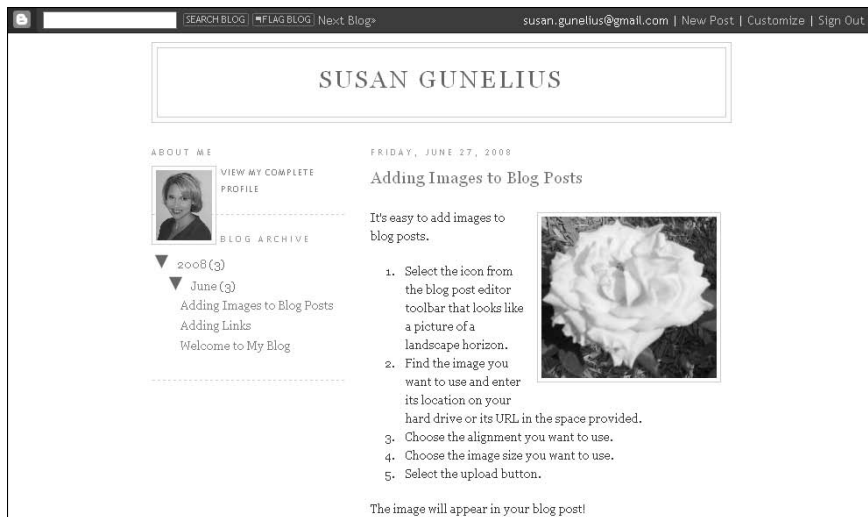 SEARCH BLOG FLAG BLOG Next Blog»
susan.gunelius@gmail.com | New Post | Customize | Sign Out
SUSAN GUNELIUS
ABOUT ME
VIEW MY COMPLETE
PROFILE
BLOG ARCHIVE
▼ 2008 (3)
▼ June (3)
Adding Images to Blog Posts
Adding Links
Welcome to My Blog
FRIDAY, JUNE 27, 2008
Adding Images to Blog Posts
It's easy to add images to
blog posts.
1. Select the icon from
the blog post editor
toolbar that looks like
a picture of a
landscape horizon.
2. Find the image you
want to use and enter
its location on your
hard drive or its URL in the space provided.
3. Choose the alignment you want to use.
4. Choose the image size you want to use.
5. Select the upload button.
The image will appear in your blog post!